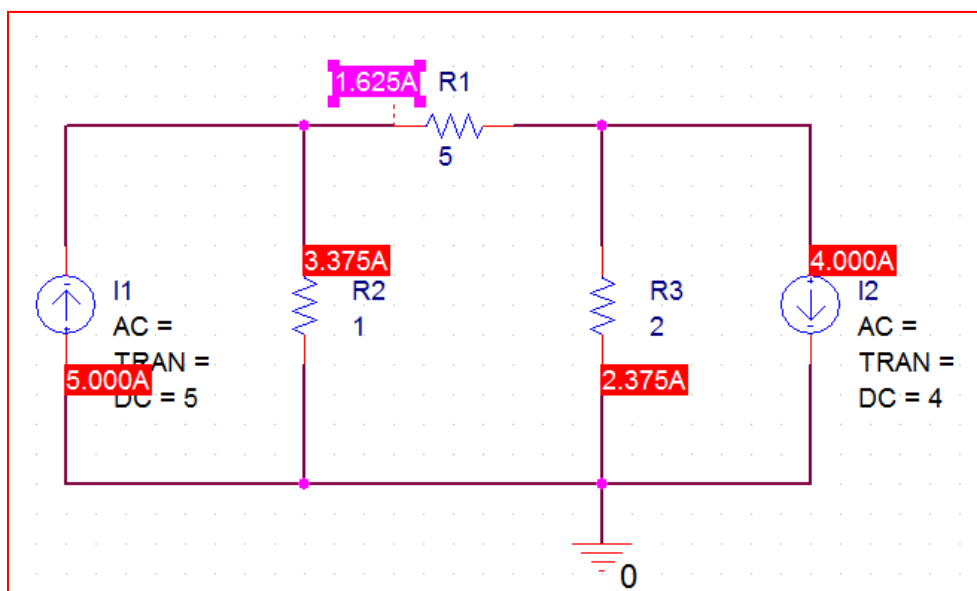 1.625A R1
5
3.375A
4.000A
I1
R2
R3
I2
AC =
1
2
AC =
TRAN =
TRAN =
5.000A
2.375A
DC = 5
DC = 4
0